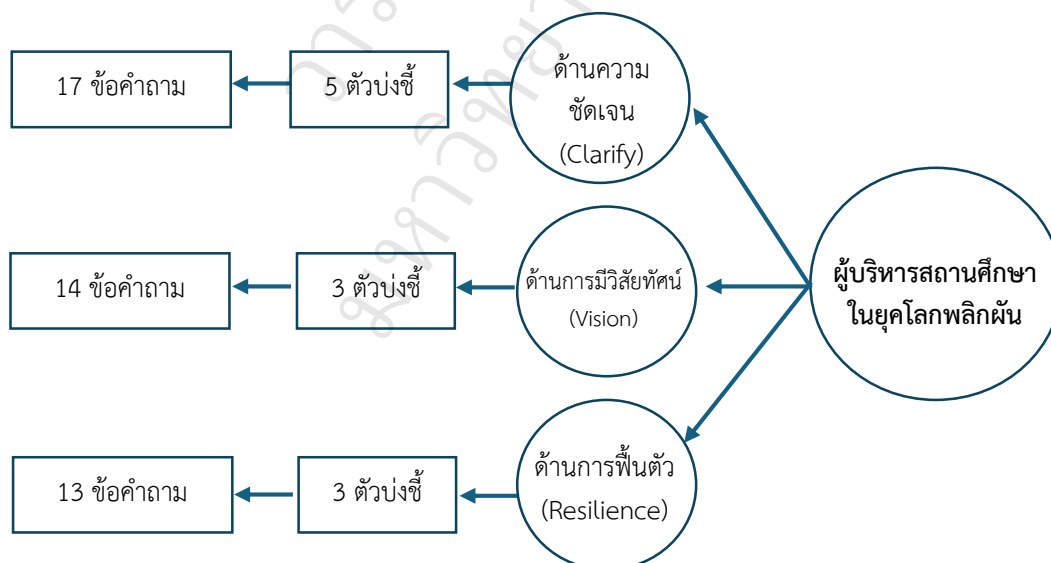 17 ข้อคำถาม
5 ตัวบ่งชี้
ด้านความ
ชัดเจน
(Clarify)
14 ข้อคำถาม
3 ตัวบ่งชี้
ด้านการมีวิสัยทัศน์
(Vision)
ผู้บริหารสถานศึกษา
ในยุคโลกพลิกผัน
13 ข้อคำถาม
3 ตัวบ่งชี้
ด้านการฟื้นตัว
(Resilience)